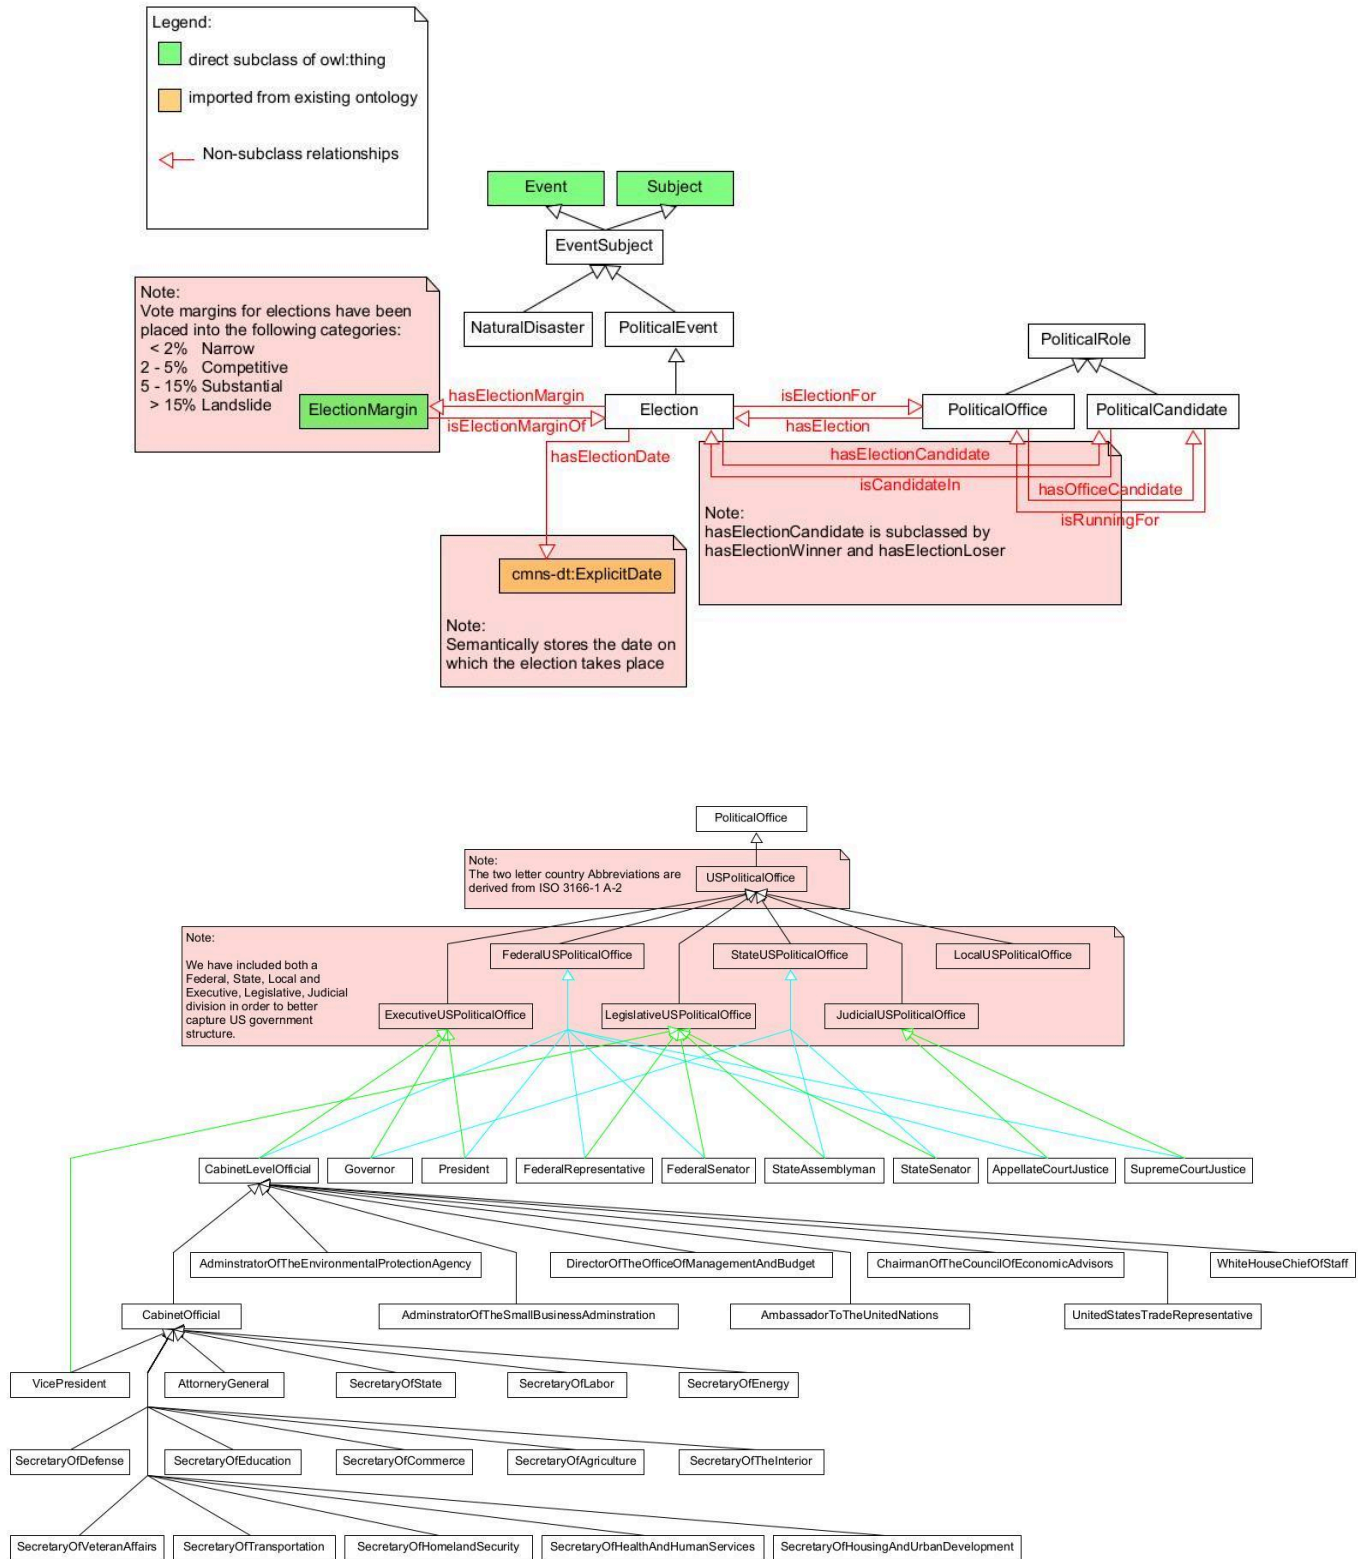 Legend:
direct subclass of owl:thing
imported from existing ontology
Non-subclass relationships
Event
Subject
EventSubject
NaturalDisaster
PoliticalEvent
Note:
Vote margins for elections have been
placed into the following categories:
< 2% Narrow
2 - 5% Competitive
5 - 15% Substantial
> 15% Landslide
ElectionMargin
hasElectionMargin
isElectionMarginOf
Election
hasElectionDate
isElectionFor
hasElection
PoliticalRole
PoliticalOffice
PoliticalCandidate
hasElectionCandidate
isCandidateIn
hasOfficeCandidate
isRunningFor
Note:
hasElectionCandidate is subclassed by
hasElectionWinner and hasElectionLoser
cmns-dt:ExplicitDate
Note:
Semantically stores the date on
which the election takes place
PoliticalOffice
Note:
The two letter country Abbreviations are
derived from ISO 3166-1 A-2
USPoliticalOffice
Note:
We have included both a
Federal, State, Local and
Executive, Legislative, Judicial
division in order to better
capture US government
structure.
FederalUSPoliticalOffice
StateUSPoliticalOffice
LocalUSPoliticalOffice
ExecutiveUSPoliticalOffice
LegislativeUSPoliticalOffice
JudicialUSPoliticalOffice
CabinetLevelOfficial
Governor
President
FederalRepresentative
FederalSenator
StateAssemblyman
StateSenator
AppellateCourtJustice
SupremeCourtJustice
AdminstratorOfTheEnvironmentalProtectionAgency
DirectorOfTheOfficeOfManagementAndBudget
ChairmanOfTheCouncilOfEconomicAdvisors
WhiteHouseChiefOfStaff
CabinetOfficial
AdminstratorOfTheSmallBusinessAdminstration
AmbassadorToTheUnitedNations
UnitedStatesTradeRepresentative
VicePresident
AttorneryGeneral
SecretaryOfState
SecretaryOfLabor
SecretaryOfEnergy
SecretaryOfDefense
SecretaryOfEducation
SecretaryOfCommerce
SecretaryOfAgriculture
SecretaryOfTheInterior
SecretaryOfVeteranAffairs
SecretaryOfTransportation
SecretaryOfHomelandSecurity
SecretaryOfHealthAndHumanServices
SecretaryOfHousingAndUrbanDevelopment